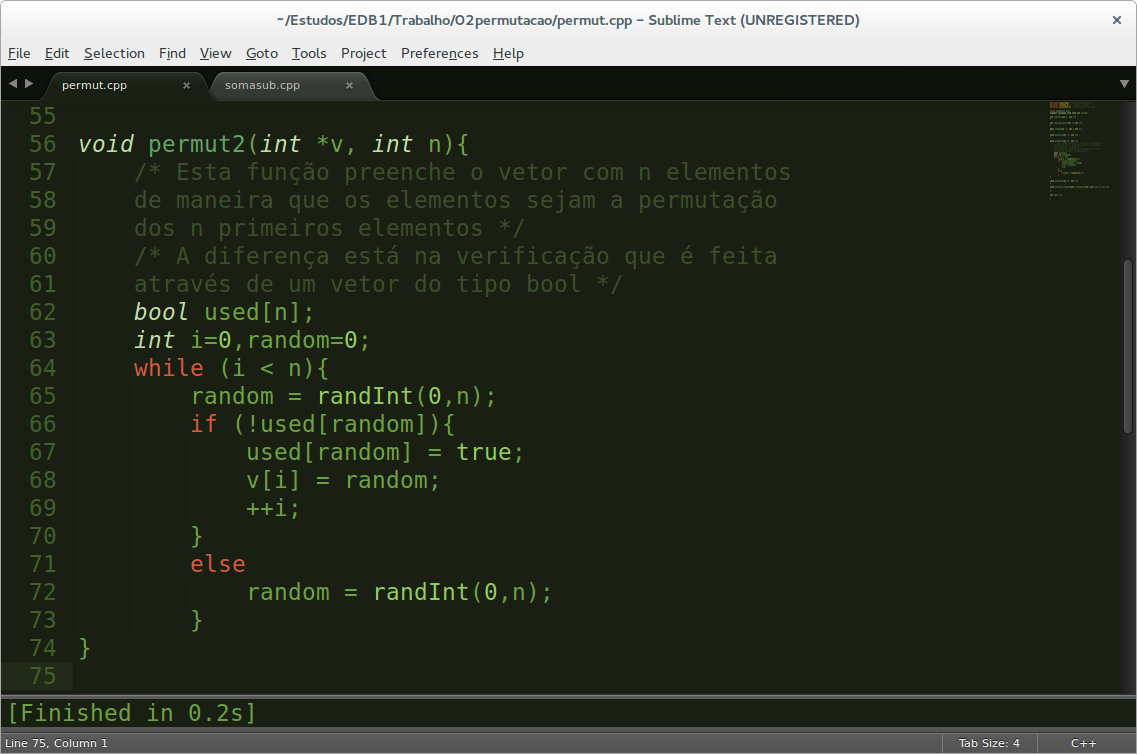 ~/Estudos/EDB1/Trabalho/02permutacao/permut.cpp – Sublime Text (UNREGISTERED)
File Edit Selection Find View Goto Tools Project Preferences Help
permut.cpp somasub.cpp
55
56 void permut2(int *v, int n){
57 /* Esta função preenche o vetor com n elementos
58 de maneira que os elementos sejam a permutação
59 dos n primeiros elementos */
60 /* A diferença está na verificação que é feita
61 através de um vetor do tipo bool */
62 bool used[n];
63 int i=0,random=0;
64 while (i < n){
65 random = randInt(0,n);
66 if (!used[random]){
67 used[random] = true;
68 v[i] = random;
69 ++i;
70 }
71 else
72 random = randInt(0,n);
73 }
74 }
75
[Finished in 0.2s]
Line 75, Column 1 Tab Size: 4 C++